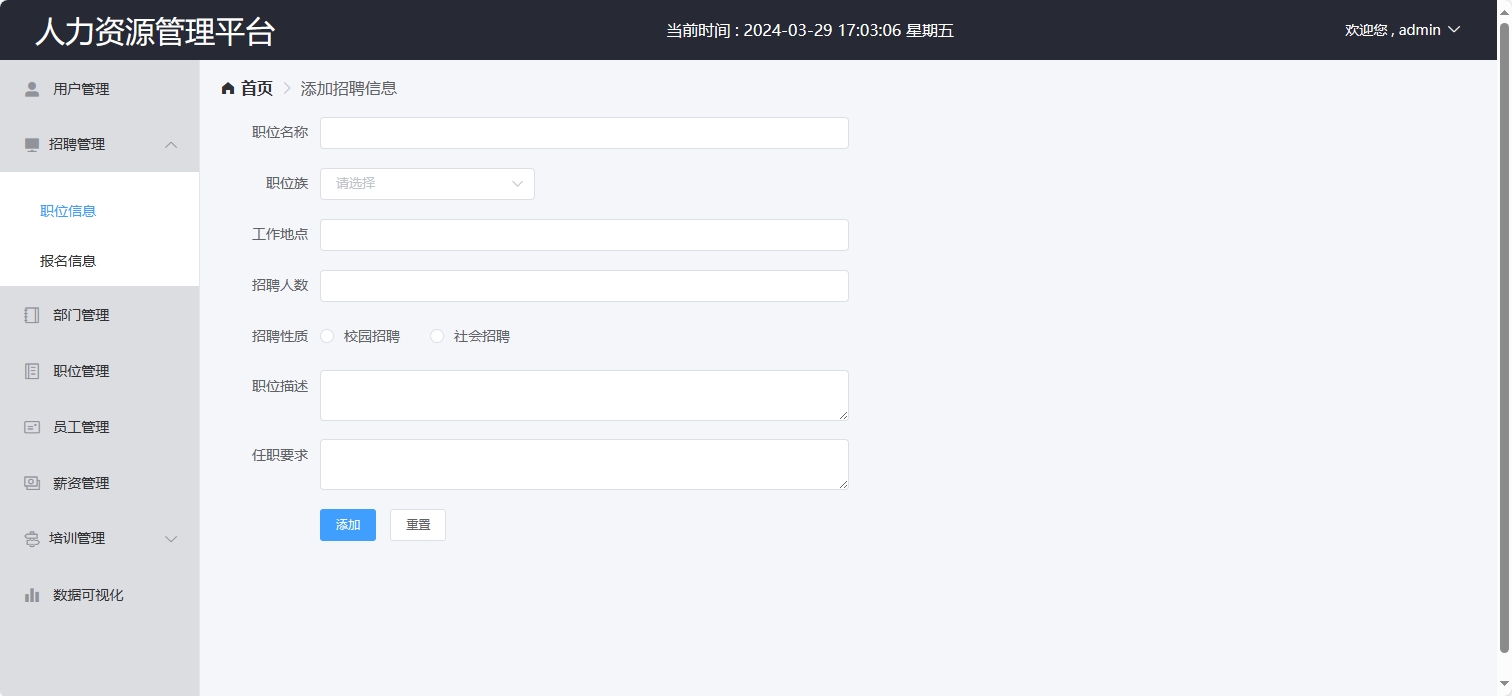 人力资源管理平台
当前时间 : 2024-03-29 17:03:06 星期五
欢迎您 , admin
用户管理
招聘管理
职位信息
报名信息
部门管理
职位管理
员工管理
薪资管理
培训管理
数据可视化
首页 添加招聘信息
职位名称
职位族 请选择
工作地点
招聘人数
招聘性质 校园招聘 社会招聘
职位描述
任职要求
添加 重置